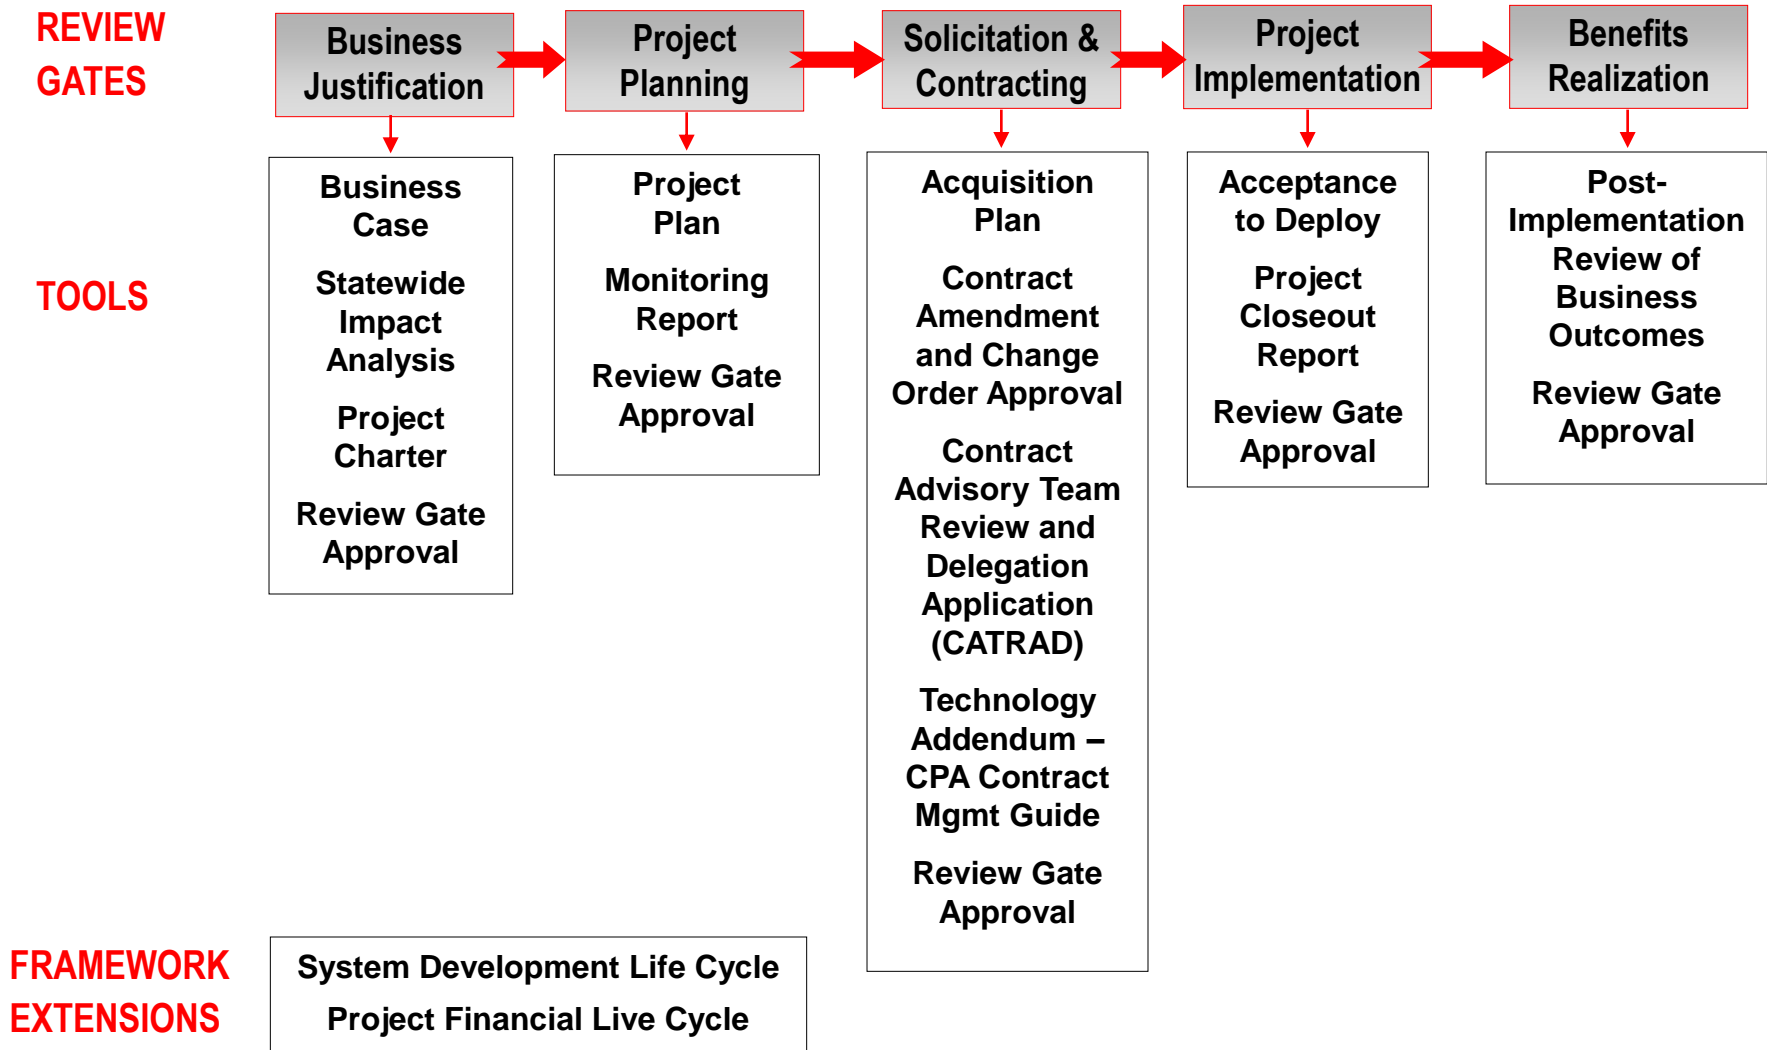 REVIEW
GATES
Business
Justification
Project
Planning
Solicitation &
Contracting
Project
Implementation
Benefits
Realization
TOOLS
Business
Case
Statewide
Impact
Analysis
Project
Charter
Review Gate
Approval
Project
Plan
Monitoring
Report
Review Gate
Approval
Acquisition
Plan
Contract
Amendment
and Change
Order Approval
Contract
Advisory Team
Review and
Delegation
Application
(CATRAD)
Technology
Addendum –
CPA Contract
Mgmt Guide
Review Gate
Approval
Acceptance
to Deploy
Project
Closeout
Report
Review Gate
Approval
Post-
Implementation
Review of
Business
Outcomes
Review Gate
Approval
FRAMEWORK
EXTENSIONS
System Development Life Cycle
Project Financial Live Cycle